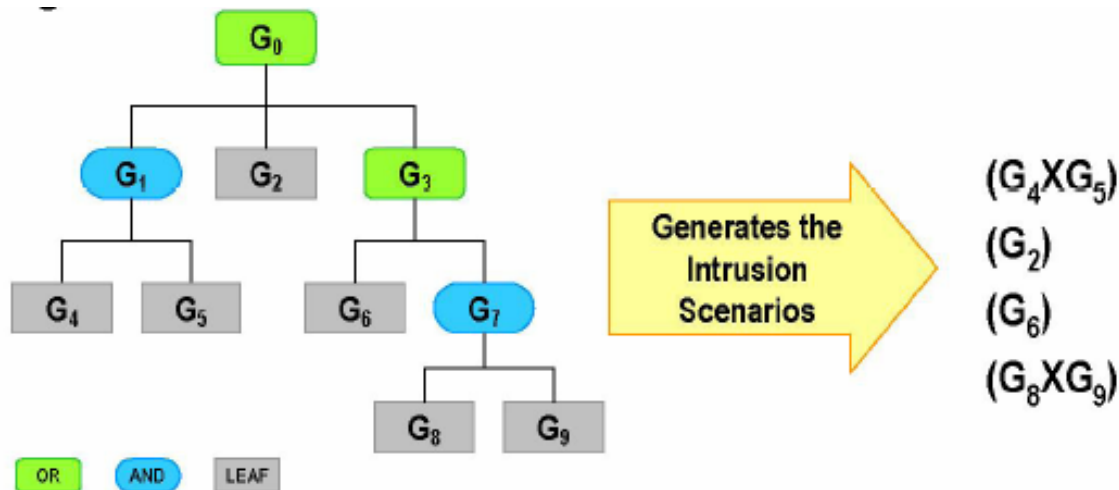 G₀
G₁ G₂ G₃
G₄ G₅ G₆ G₇
G₈ G₉
OR AND LEAF
Generates the
Intrusion
Scenarios
(G₄XG₅)
(G₂)
(G₆)
(G₈XG₉)